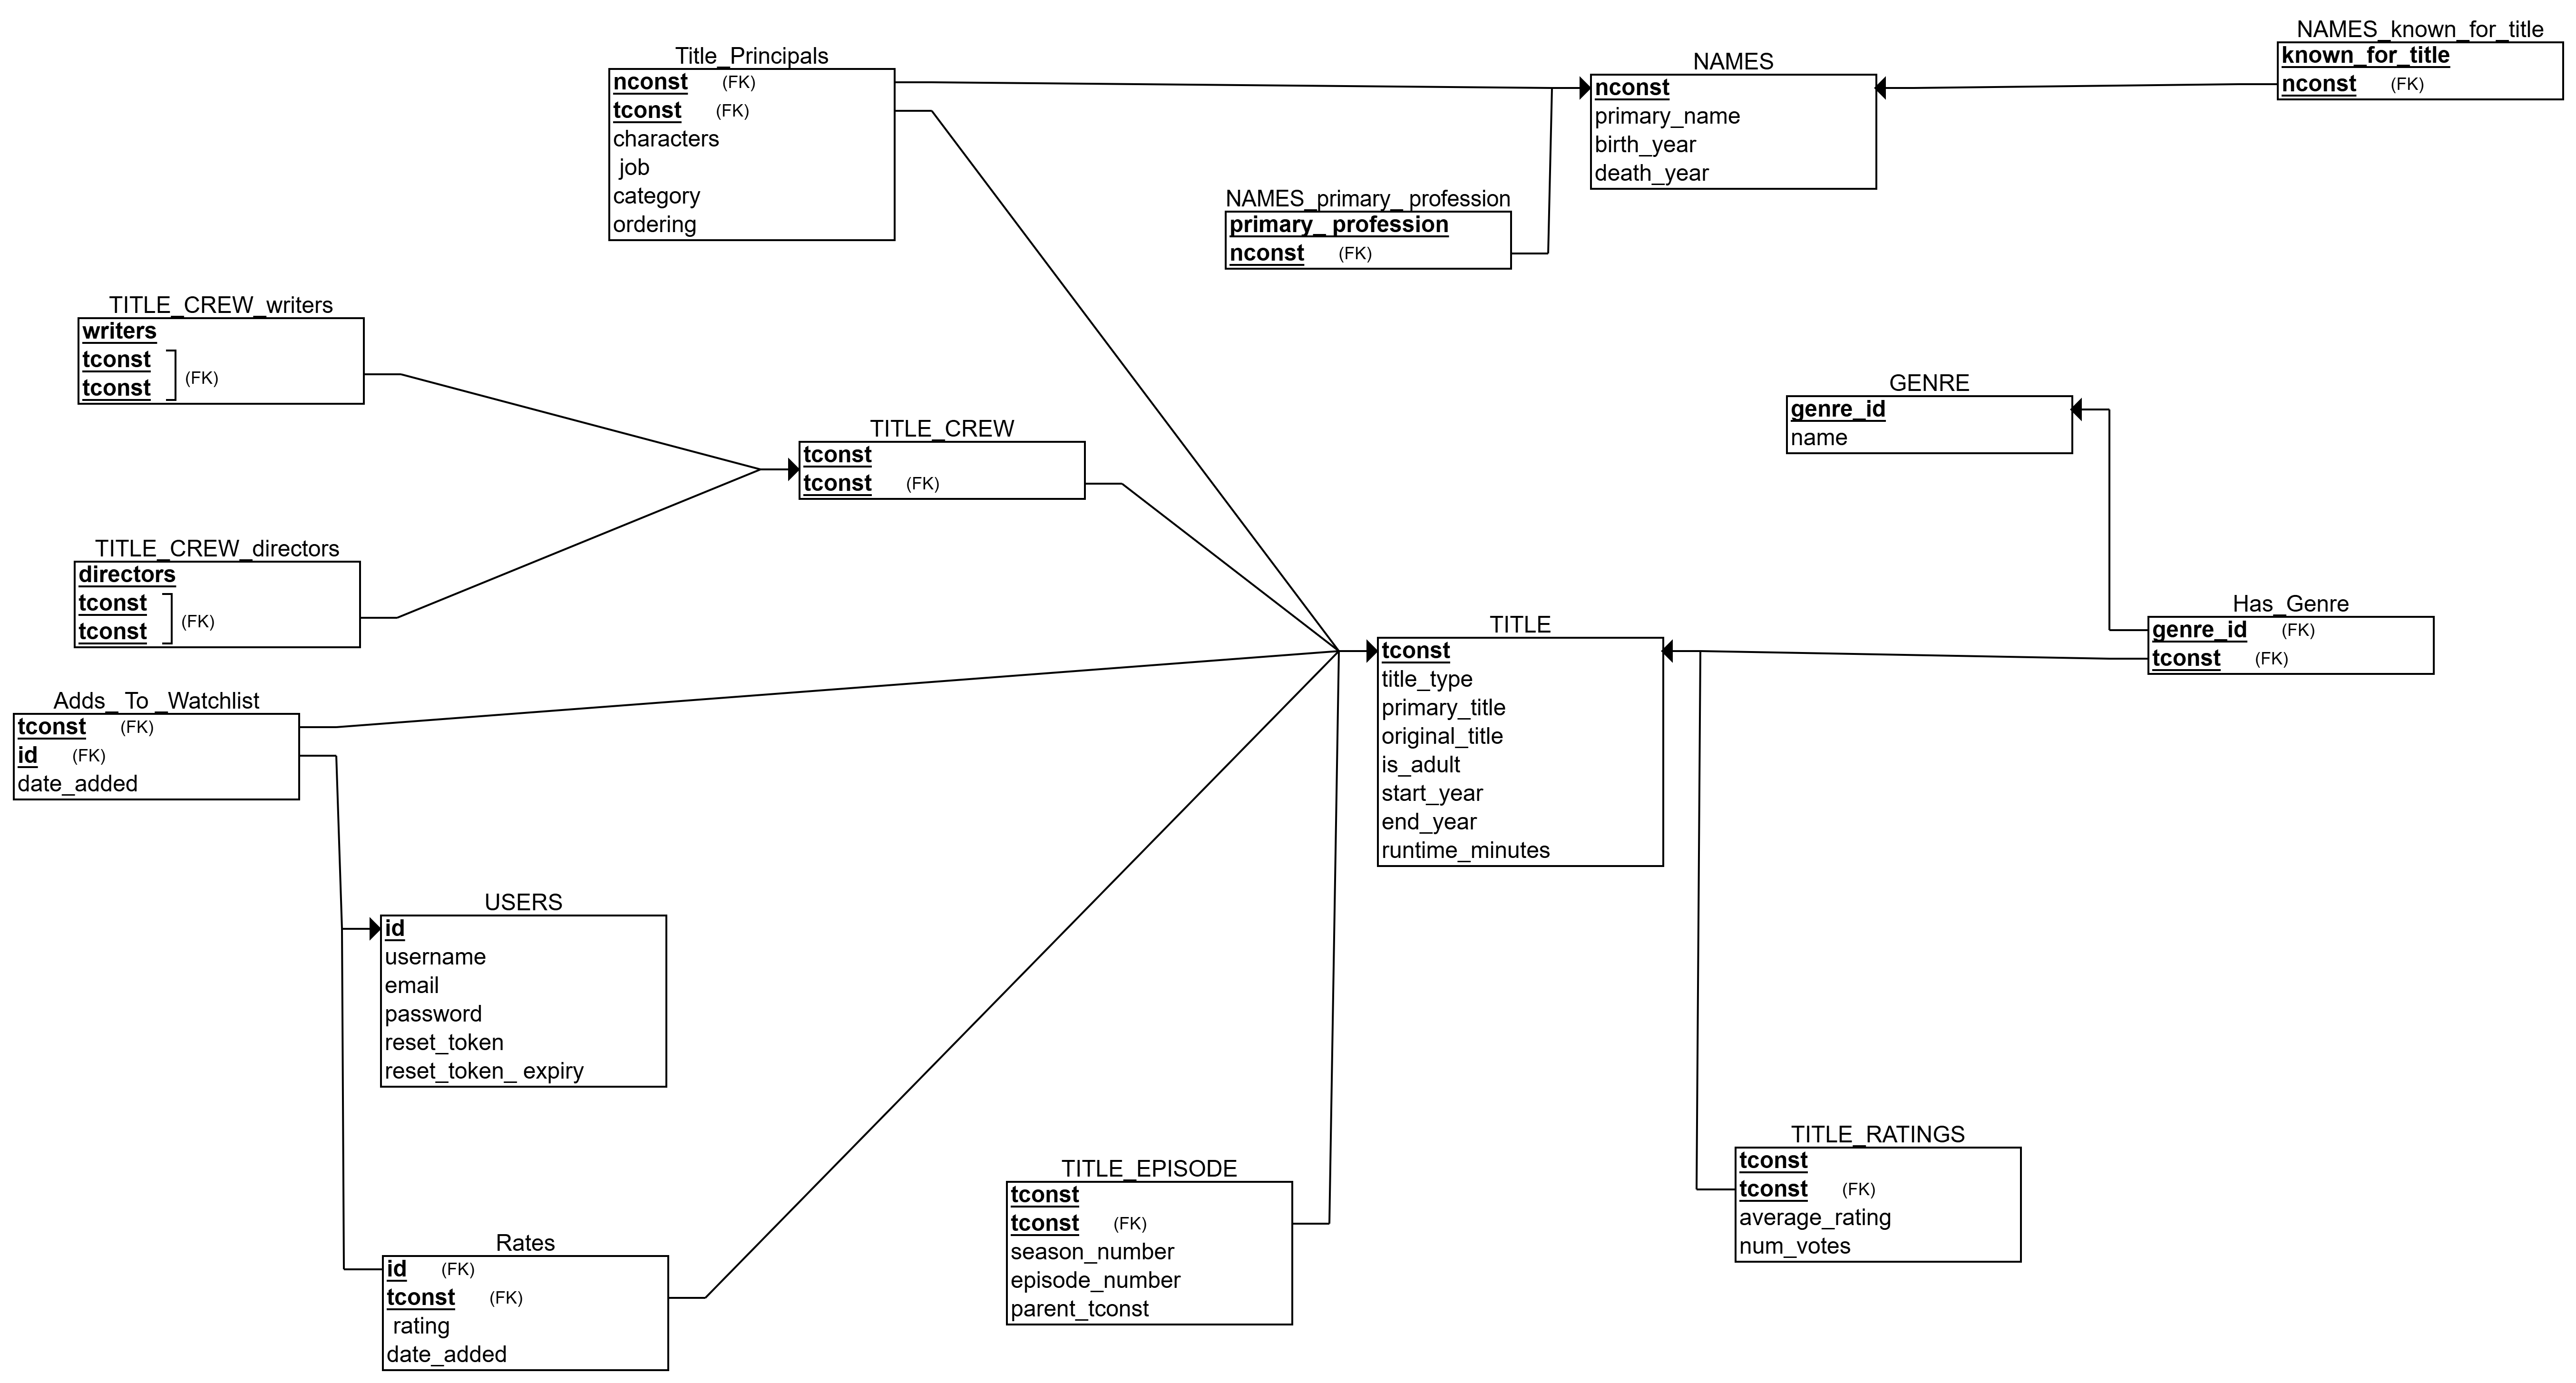 NAMES_known_for_title
known_for_title
nconst (FK)
Title_Principals
nconst (FK)
tconst (FK)
characters
job
category
ordering
NAMES
nconst
primary_name
birth_year
death_year
NAMES_primary_ profession
primary_ profession
nconst (FK)
TITLE_CREW_writers
writers
tconst
tconst
(FK)
GENRE
genre_id
name
TITLE_CREW
tconst
tconst (FK)
TITLE_CREW_directors
directors
tconst
tconst
(FK)
Has_Genre
genre_id (FK)
tconst (FK)
TITLE
tconst
title_type
primary_title
original_title
is_adult
start_year
end_year
runtime_minutes
Adds_ To _Watchlist
tconst (FK)
id (FK)
date_added
USERS
id
username
email
password
reset_token
reset_token_ expiry
TITLE_RATINGS
tconst
tconst (FK)
average_rating
num_votes
TITLE_EPISODE
tconst
tconst (FK)
season_number
episode_number
parent_tconst
Rates
id (FK)
tconst (FK)
rating
date_added